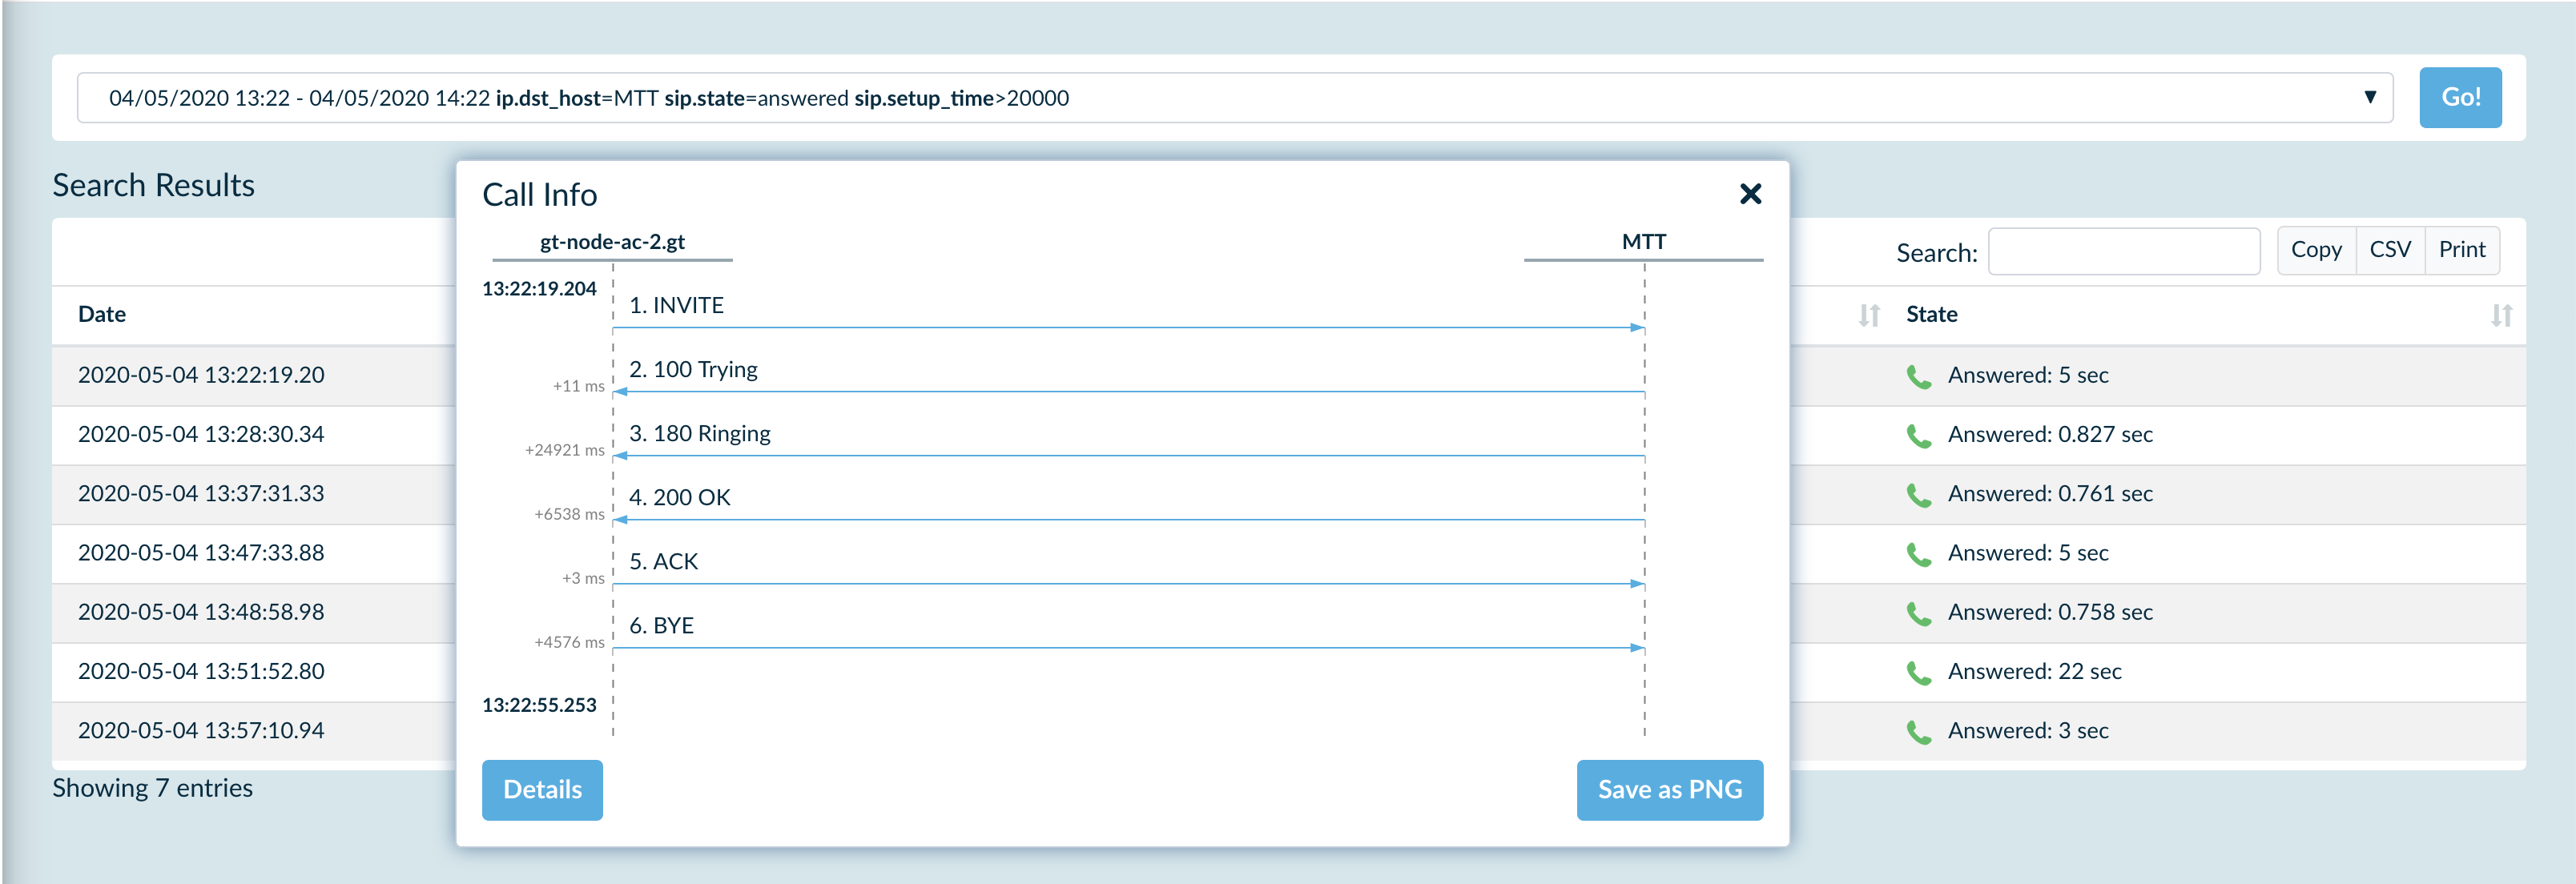 04/05/2020 13:22 - 04/05/2020 14:22 ip.dst_host=MTT sip.state=answered sip.setup_time>20000
Go!
Search Results
Search:
Copy
CSV
Print
Date
State
2020-05-04 13:22:19.20
Answered: 5 sec
2020-05-04 13:28:30.34
Answered: 0.827 sec
2020-05-04 13:37:31.33
Answered: 0.761 sec
2020-05-04 13:47:33.88
Answered: 5 sec
2020-05-04 13:48:58.98
Answered: 0.758 sec
2020-05-04 13:51:52.80
Answered: 22 sec
2020-05-04 13:57:10.94
Answered: 3 sec
Showing 7 entries
Call Info
gt-node-ac-2.gt
MTT
13:22:19.204
1. INVITE
2. 100 Trying
+11 ms
3. 180 Ringing
+24921 ms
4. 200 OK
+6538 ms
5. ACK
+3 ms
6. BYE
+4576 ms
13:22:55.253
Details
Save as PNG